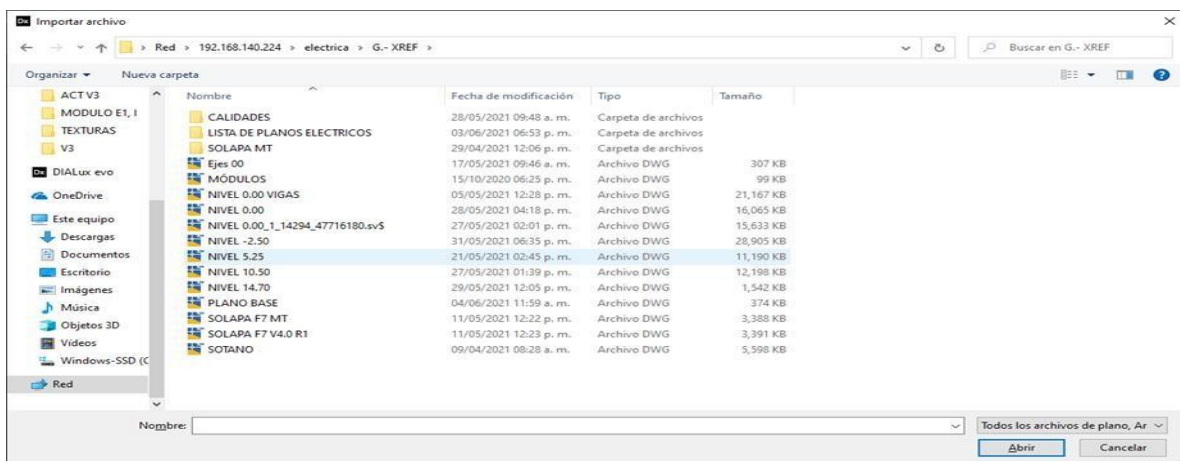 Dx Importar archivo
Red > 192.168.140.224 > electrica > G.- XREF >
Buscar en G.- XREF
Organizar
Nueva carpeta
ACT V3
MODULO E1, I
TEXTURAS
V3
Dx DIALux evo
OneDrive
Este equipo
Descargas
Documentos
Escritorio
Imágenes
Música
Objetos 3D
Vídeos
Windows-SSD (C
Red
Nombre Fecha de modificación Tipo Tamaño
CALIDADES 28/05/2021 09:48 a. m. Carpeta de archivos
LISTA DE PLANOS ELECTRICOS 03/06/2021 06:53 p. m. Carpeta de archivos
SOLAPA MT 29/04/2021 12:06 p. m. Carpeta de archivos
Ejes 00 17/05/2021 09:46 a. m. Archivo DWG 307 KB
MÓDULOS 15/10/2020 06:25 p. m. Archivo DWG 99 KB
NIVEL 0.00 VIGAS 05/05/2021 12:28 p. m. Archivo DWG 21,167 KB
NIVEL 0.00 28/05/2021 04:18 p. m. Archivo DWG 16,065 KB
NIVEL 0.00_1_14294_47716180.sv$ 27/05/2021 02:01 p. m. Archivo DWG 15,633 KB
NIVEL -2.50 31/05/2021 06:35 p. m. Archivo DWG 28,905 KB
NIVEL 5.25 21/05/2021 02:45 p. m. Archivo DWG 11,190 KB
NIVEL 10.50 27/05/2021 01:39 p. m. Archivo DWG 12,198 KB
NIVEL 14.70 29/05/2021 12:05 p. m. Archivo DWG 1,542 KB
PLANO BASE 04/06/2021 11:59 a. m. Archivo DWG 374 KB
SOLAPA F7 MT 11/05/2021 12:22 p. m. Archivo DWG 3,388 KB
SOLAPA F7 V4.0 R1 11/05/2021 12:23 p. m. Archivo DWG 3,391 KB
SOTANO 09/04/2021 08:28 a. m. Archivo DWG 5,598 KB
Nombre:
Todos los archivos de plano, Ar
Abrir
Cancelar